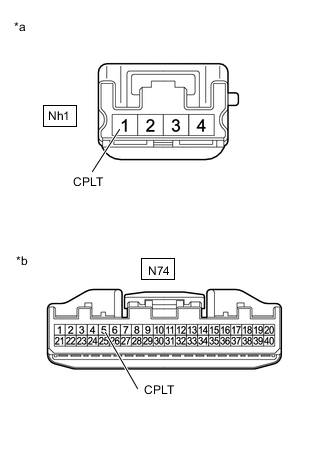 *a
Nh1
1 2 3 4
CPLT
*b
N74
1 2 3 4 5 6 7 8 9 10 11 12 13 14 15 16 17 18 19 20
21 22 23 24 25 26 27 28 29 30 31 32 33 34 35 36 37 38 39 40
CPLT